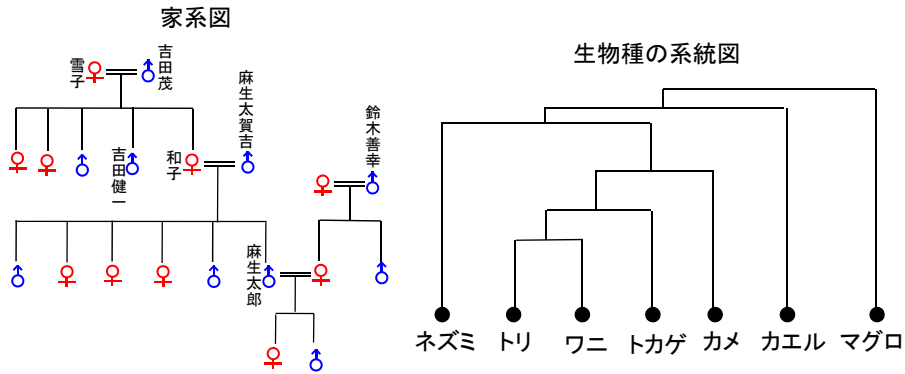 家系図
雪子
吉田茂
麻生太賀吉
鈴木善幸
吉田健一
和子
麻生太郎
生物種の系統図
ネズミ
トリ
ワニ
トカゲ
カメ
カエル
マグロ